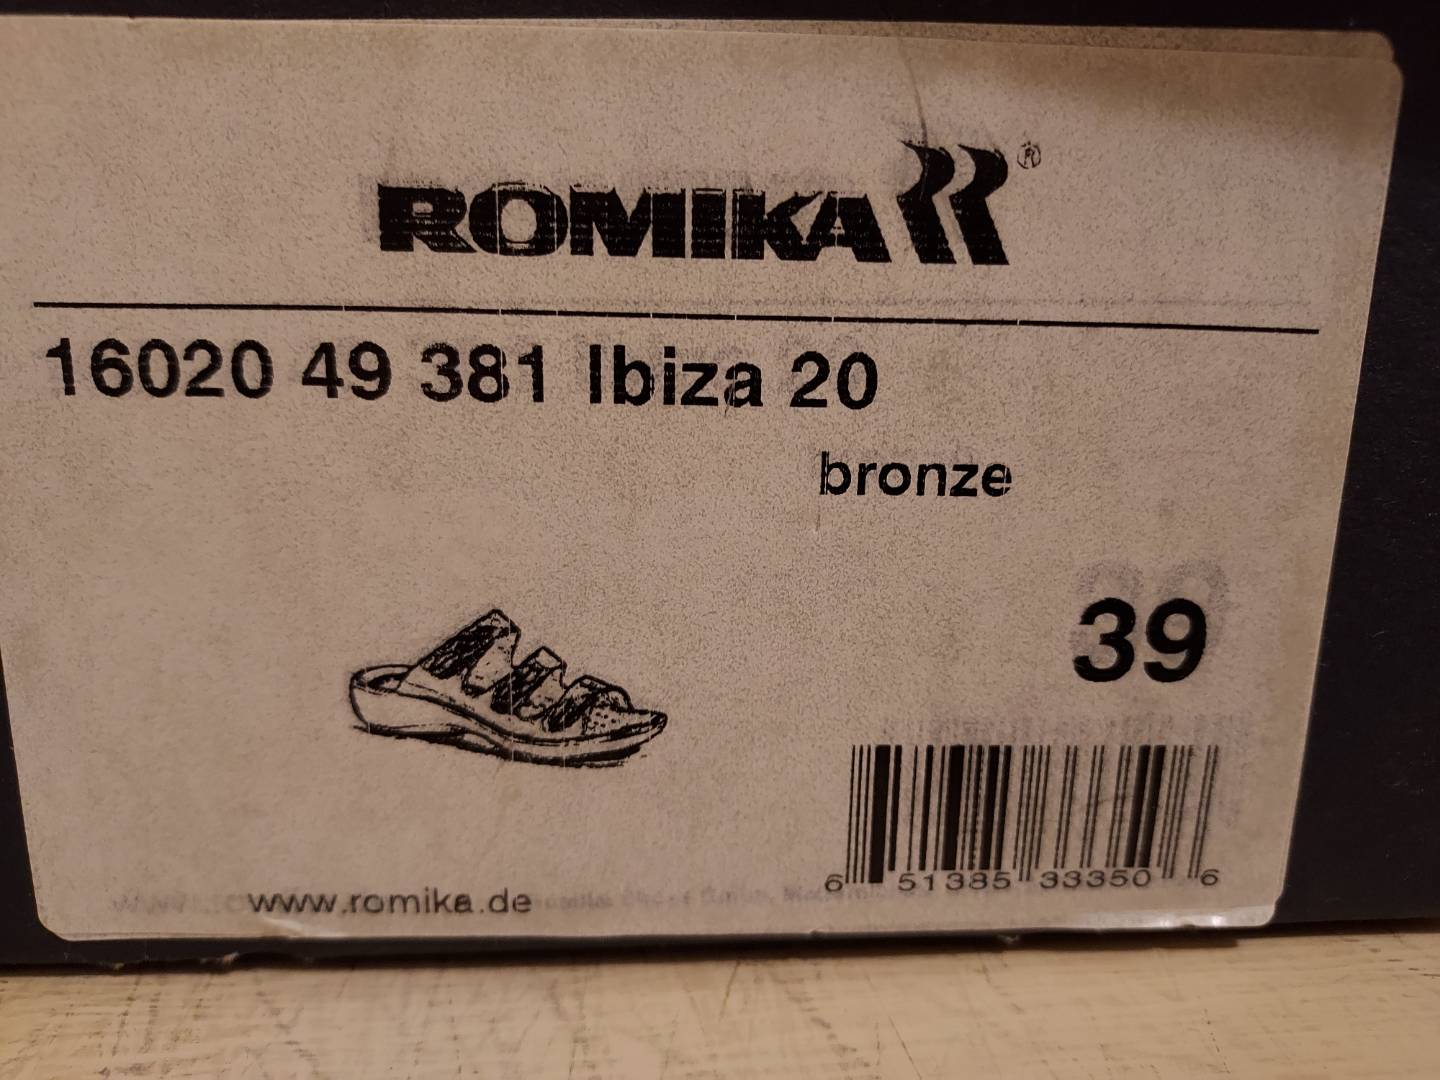 ROMIKA
®
16020 49 381 Ibiza 20
bronze
39
6 51385 33350 6
www.romika.de